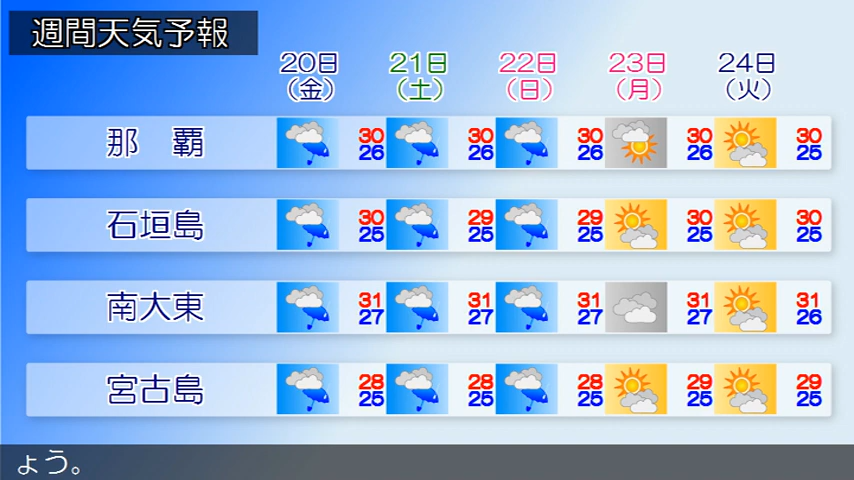 週間天気予報
20日 21日 22日 23日 24日
(金) (土) (日) (月) (火)
那　覇 30 26 30 26 30 26 30 26 30 25
石垣島 30 25 29 25 29 25 30 25 30 25
南大東 31 27 31 27 31 27 31 27 31 26
宮古島 28 25 28 25 28 25 29 25 29 25
ょう。